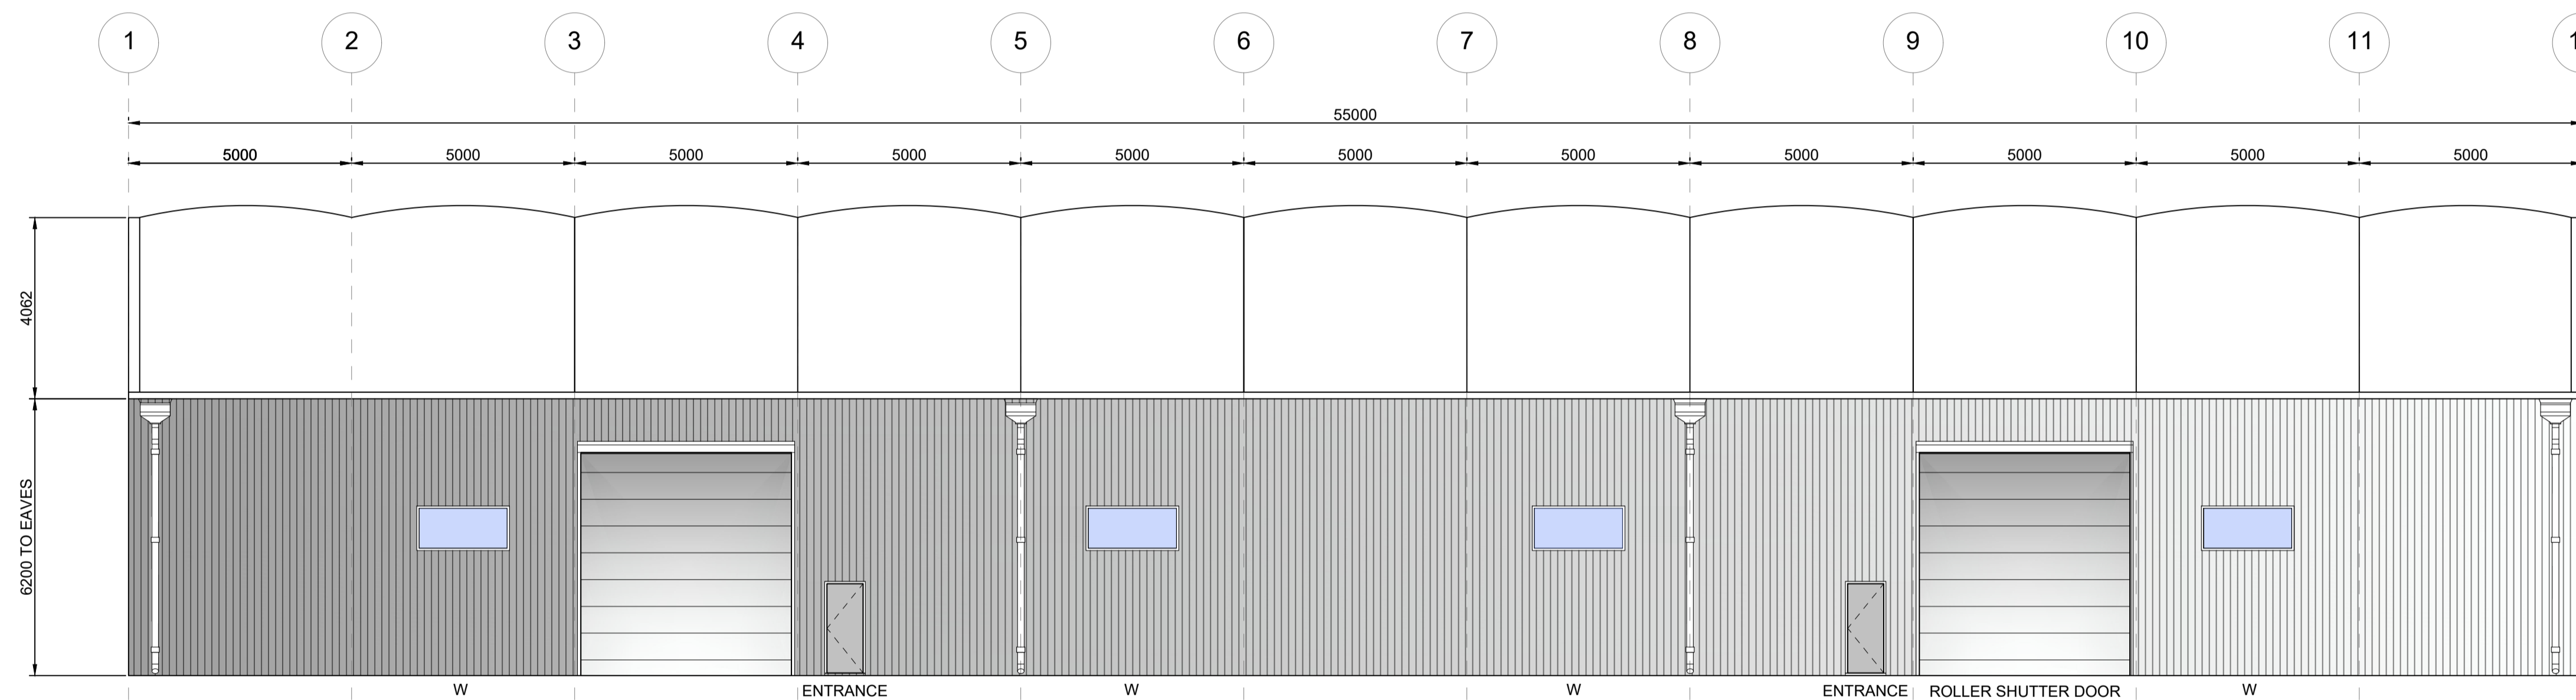 1 2 3 4 5 6 7 8 9 10 11
55000
5000 5000 5000 5000 5000 5000 5000 5000 5000 5000 5000
4062
6200 TO EAVES
W ENTRANCE W W ENTRANCE ROLLER SHUTTER DOOR W